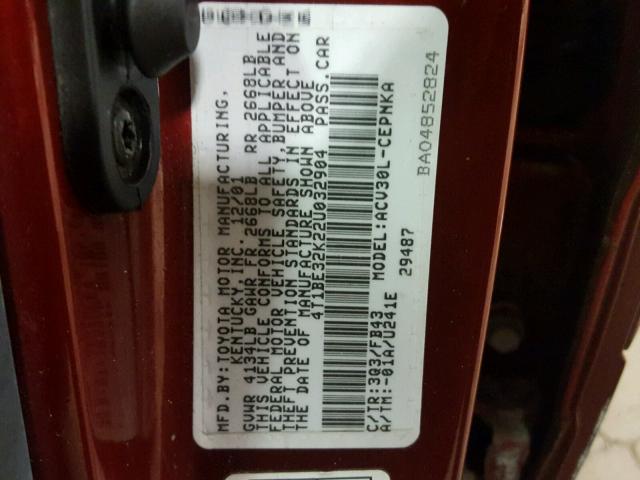 MFD.BY:TOYOTA MOTOR MANUFACTURING,
KENTUCKY,INC. 12/01
GVWR 4134LB GAWR FR 2668LB RR 2668LB
THIS VEHICLE CONFORMS TO ALL APPLICABLE
FEDERAL MOTOR VEHICLE SAFETY,BUMPER,AND
THEFT PREVENTION STANDARDS IN EFFECT ON
THE DATE OF MANUFACTURE SHOWN ABOVE
4T1BE32K22U032904 PASS.CAR
C/TR:3Q3/FB43 MODEL:ACV30L-CEPNKA
A/TM:-01A/U241E 29487
BA04852824